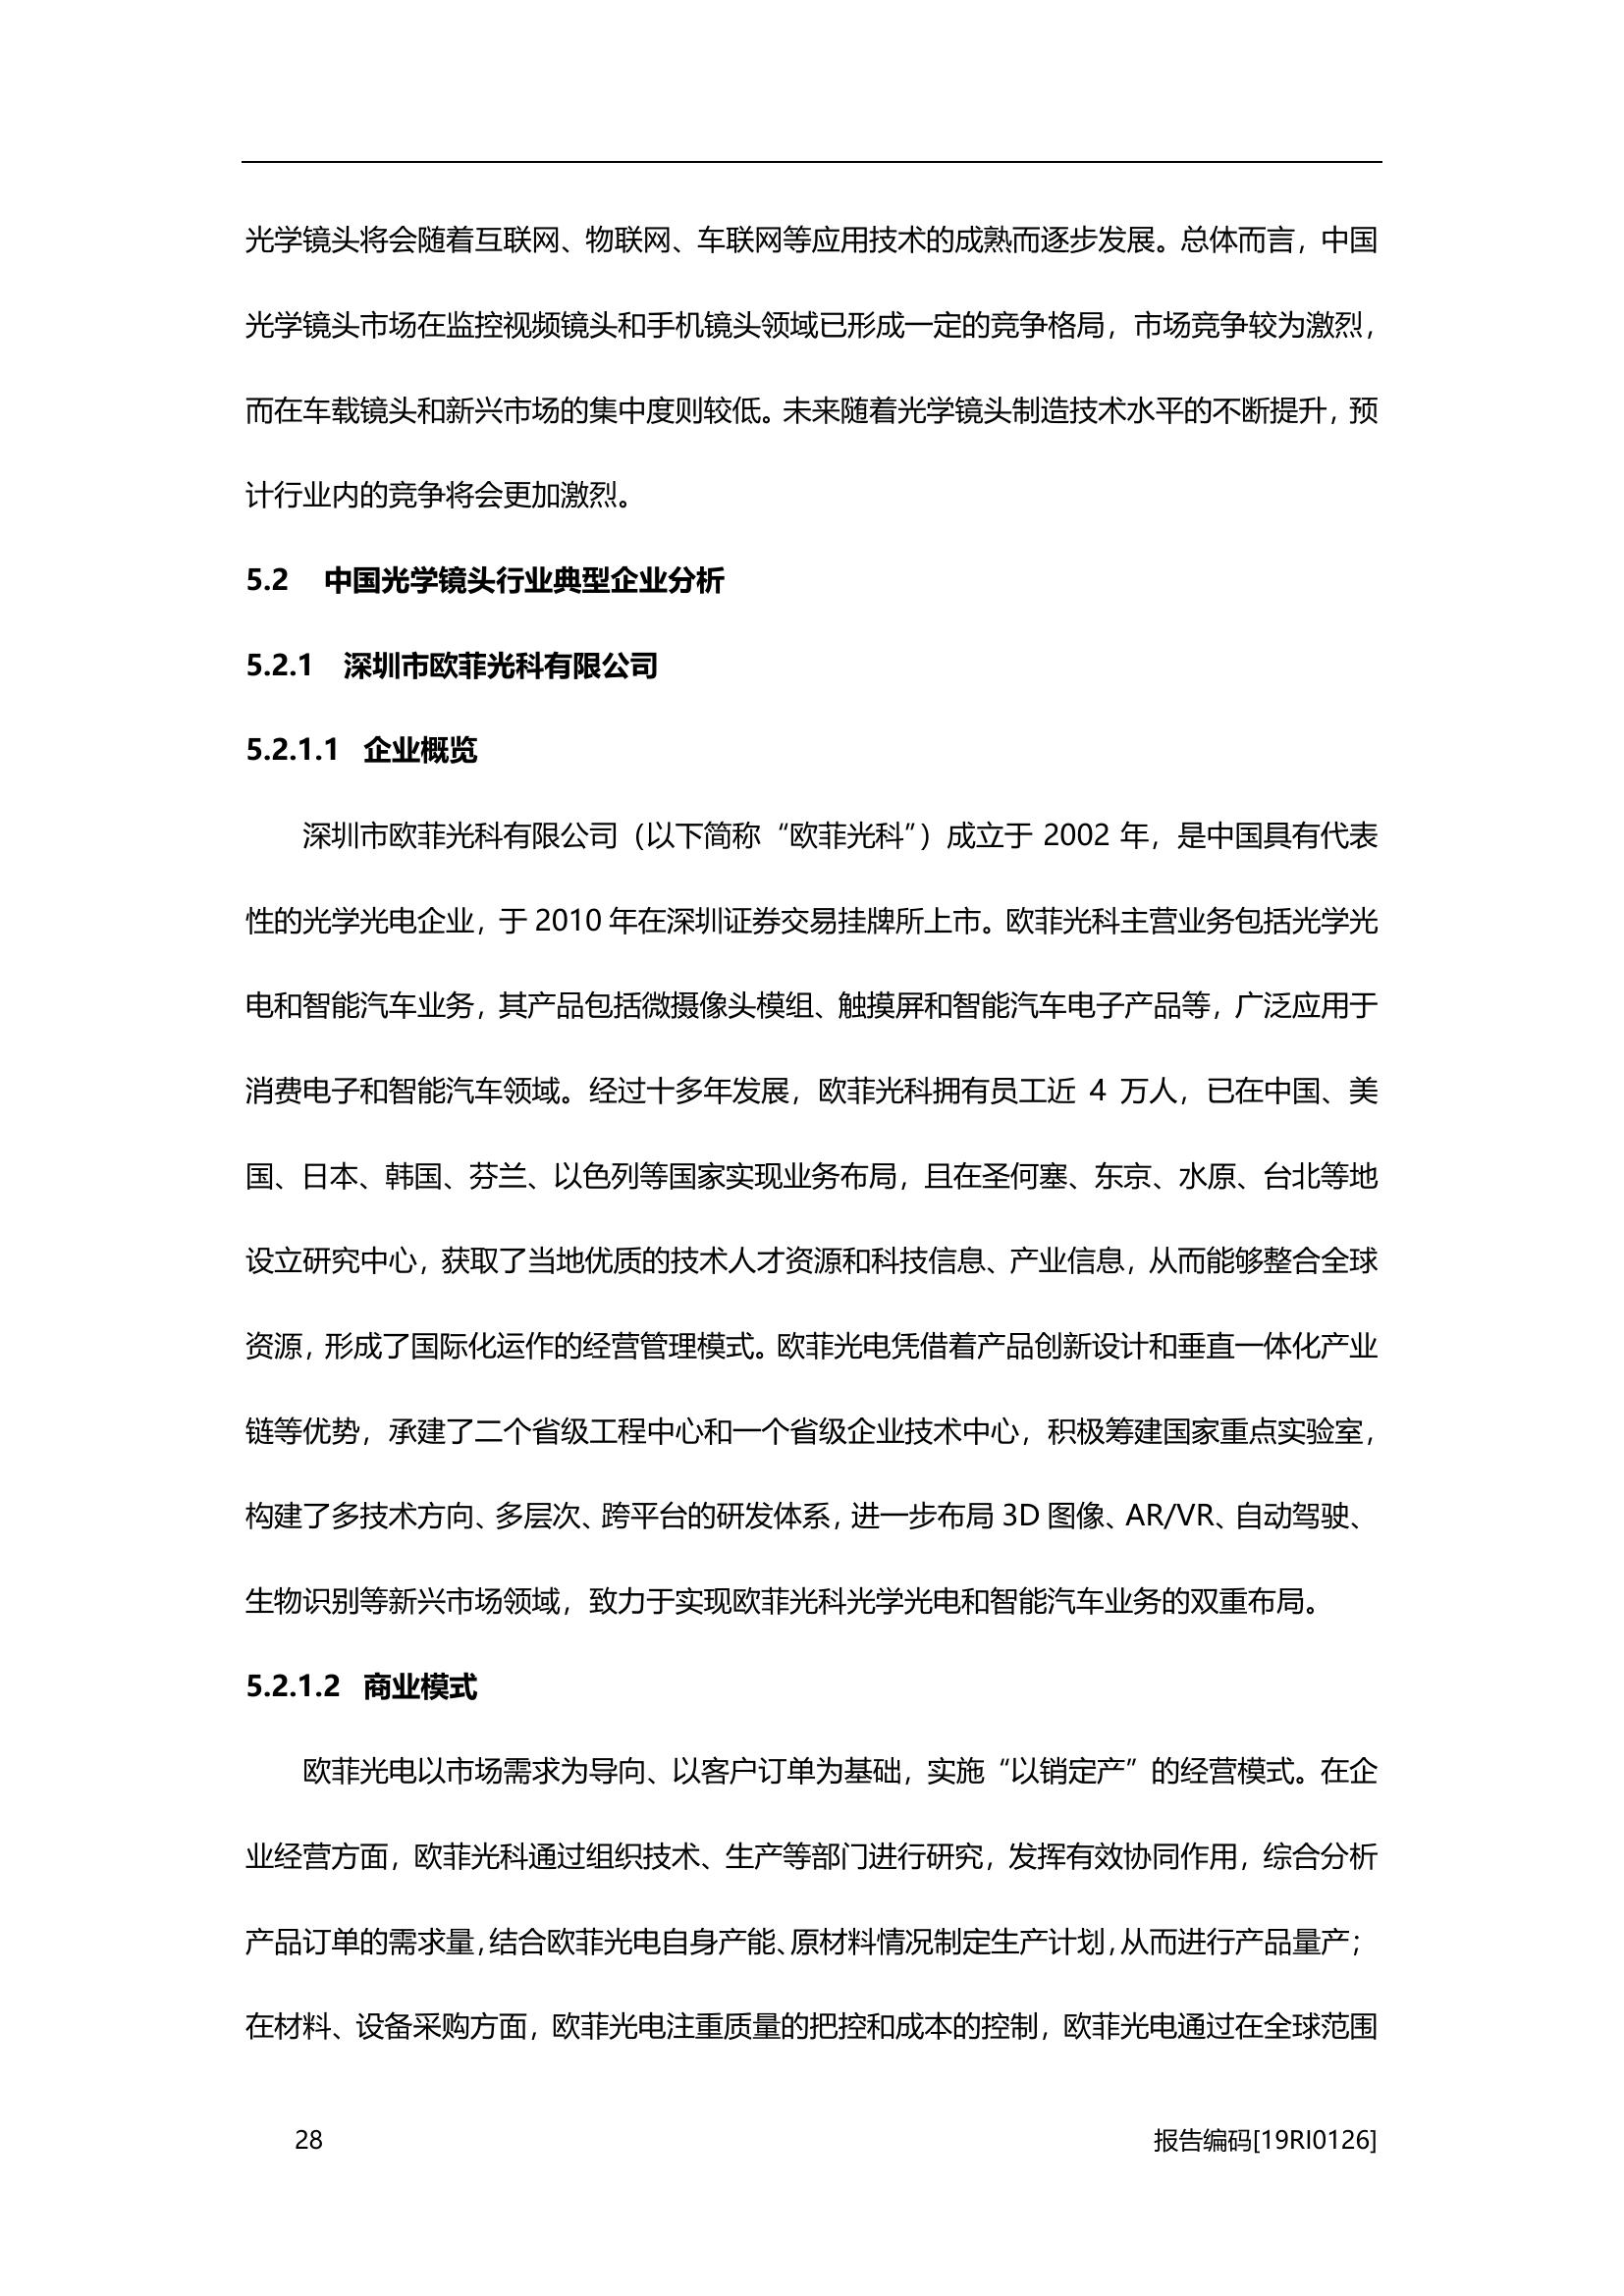 光学镜头将会随着互联网、物联网、车联网等应用技术的成熟而逐步发展。总体而言，中国
光学镜头市场在监控视频镜头和手机镜头领域已形成一定的竞争格局，市场竞争较为激烈，
而在车载镜头和新兴市场的集中度则较低。未来随着光学镜头制造技术水平的不断提升，预
计行业内的竞争将会更加激烈。
5.2 中国光学镜头行业典型企业分析
5.2.1 深圳市欧菲光科有限公司
5.2.1.1 企业概览
深圳市欧菲光科有限公司（以下简称“欧菲光科”）成立于 2002 年，是中国具有代表
性的光学光电企业，于 2010 年在深圳证券交易挂牌所上市。欧菲光科主营业务包括光学光
电和智能汽车业务，其产品包括微摄像头模组、触摸屏和智能汽车电子产品等，广泛应用于
消费电子和智能汽车领域。经过十多年发展，欧菲光科拥有员工近 4 万人，已在中国、美
国、日本、韩国、芬兰、以色列等国家实现业务布局，且在圣何塞、东京、水原、台北等地
设立研究中心，获取了当地优质的技术人才资源和科技信息、产业信息，从而能够整合全球
资源，形成了国际化运作的经营管理模式。欧菲光电凭借着产品创新设计和垂直一体化产业
链等优势，承建了二个省级工程中心和一个省级企业技术中心，积极筹建国家重点实验室，
构建了多技术方向、多层次、跨平台的研发体系，进一步布局 3D 图像、AR/VR、自动驾驶、
生物识别等新兴市场领域，致力于实现欧菲光科光学光电和智能汽车业务的双重布局。
5.2.1.2 商业模式
欧菲光电以市场需求为导向、以客户订单为基础，实施“以销定产”的经营模式。在企
业经营方面，欧菲光科通过组织技术、生产等部门进行研究，发挥有效协同作用，综合分析
产品订单的需求量，结合欧菲光电自身产能、原材料情况制定生产计划，从而进行产品量产；
在材料、设备采购方面，欧菲光电注重质量的把控和成本的控制，欧菲光电通过在全球范围
28 报告编码[19RI0126]